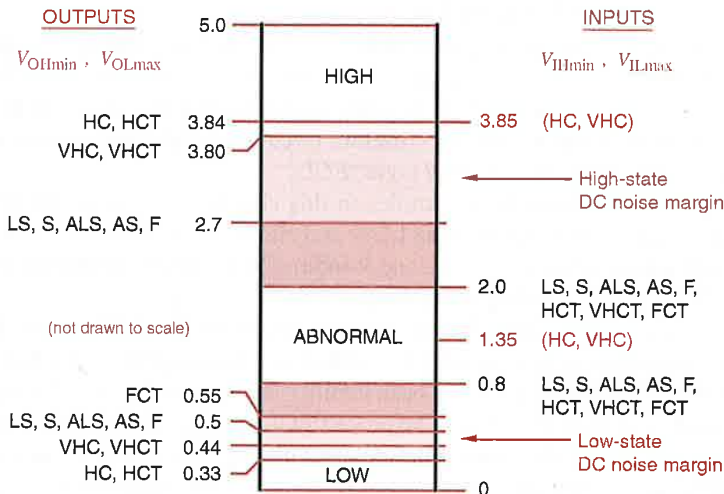 OUTPUTS
5.0
INPUTS
VOHmin , VOLmax
VIHmin , VILmax
HIGH
HC, HCT 3.84
3.85 (HC, VHC)
VHC, VHCT 3.80
High-state
DC noise margin
LS, S, ALS, AS, F 2.7
2.0 LS, S, ALS, AS, F,
HCT, VHCT, FCT
(not drawn to scale)
ABNORMAL
1.35 (HC, VHC)
0.8 LS, S, ALS, AS, F,
HCT, VHCT, FCT
FCT 0.55
LS, S, ALS, AS, F 0.5
VHC, VHCT 0.44
Low-state
DC noise margin
HC, HCT 0.33
LOW
0